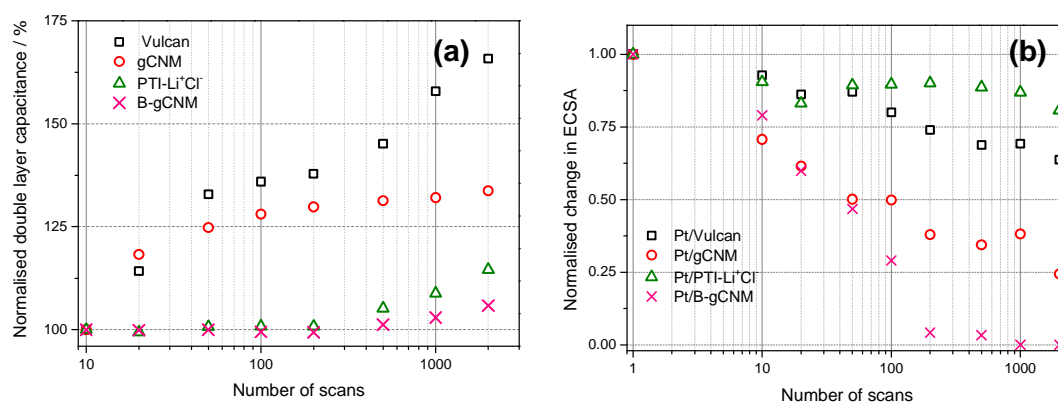 (a)
Normalised double layer capacitance / %
175
150
125
100
Vulcan
gCNM
PTI-Li⁺Cl⁻
B-gCNM
10
100
1000
Number of scans
(b)
Normalised change in ECSA
1.00
0.75
0.50
0.25
0.00
Pt/Vulcan
Pt/gCNM
Pt/PTI-Li⁺Cl⁻
Pt/B-gCNM
1
10
100
1000
Number of scans